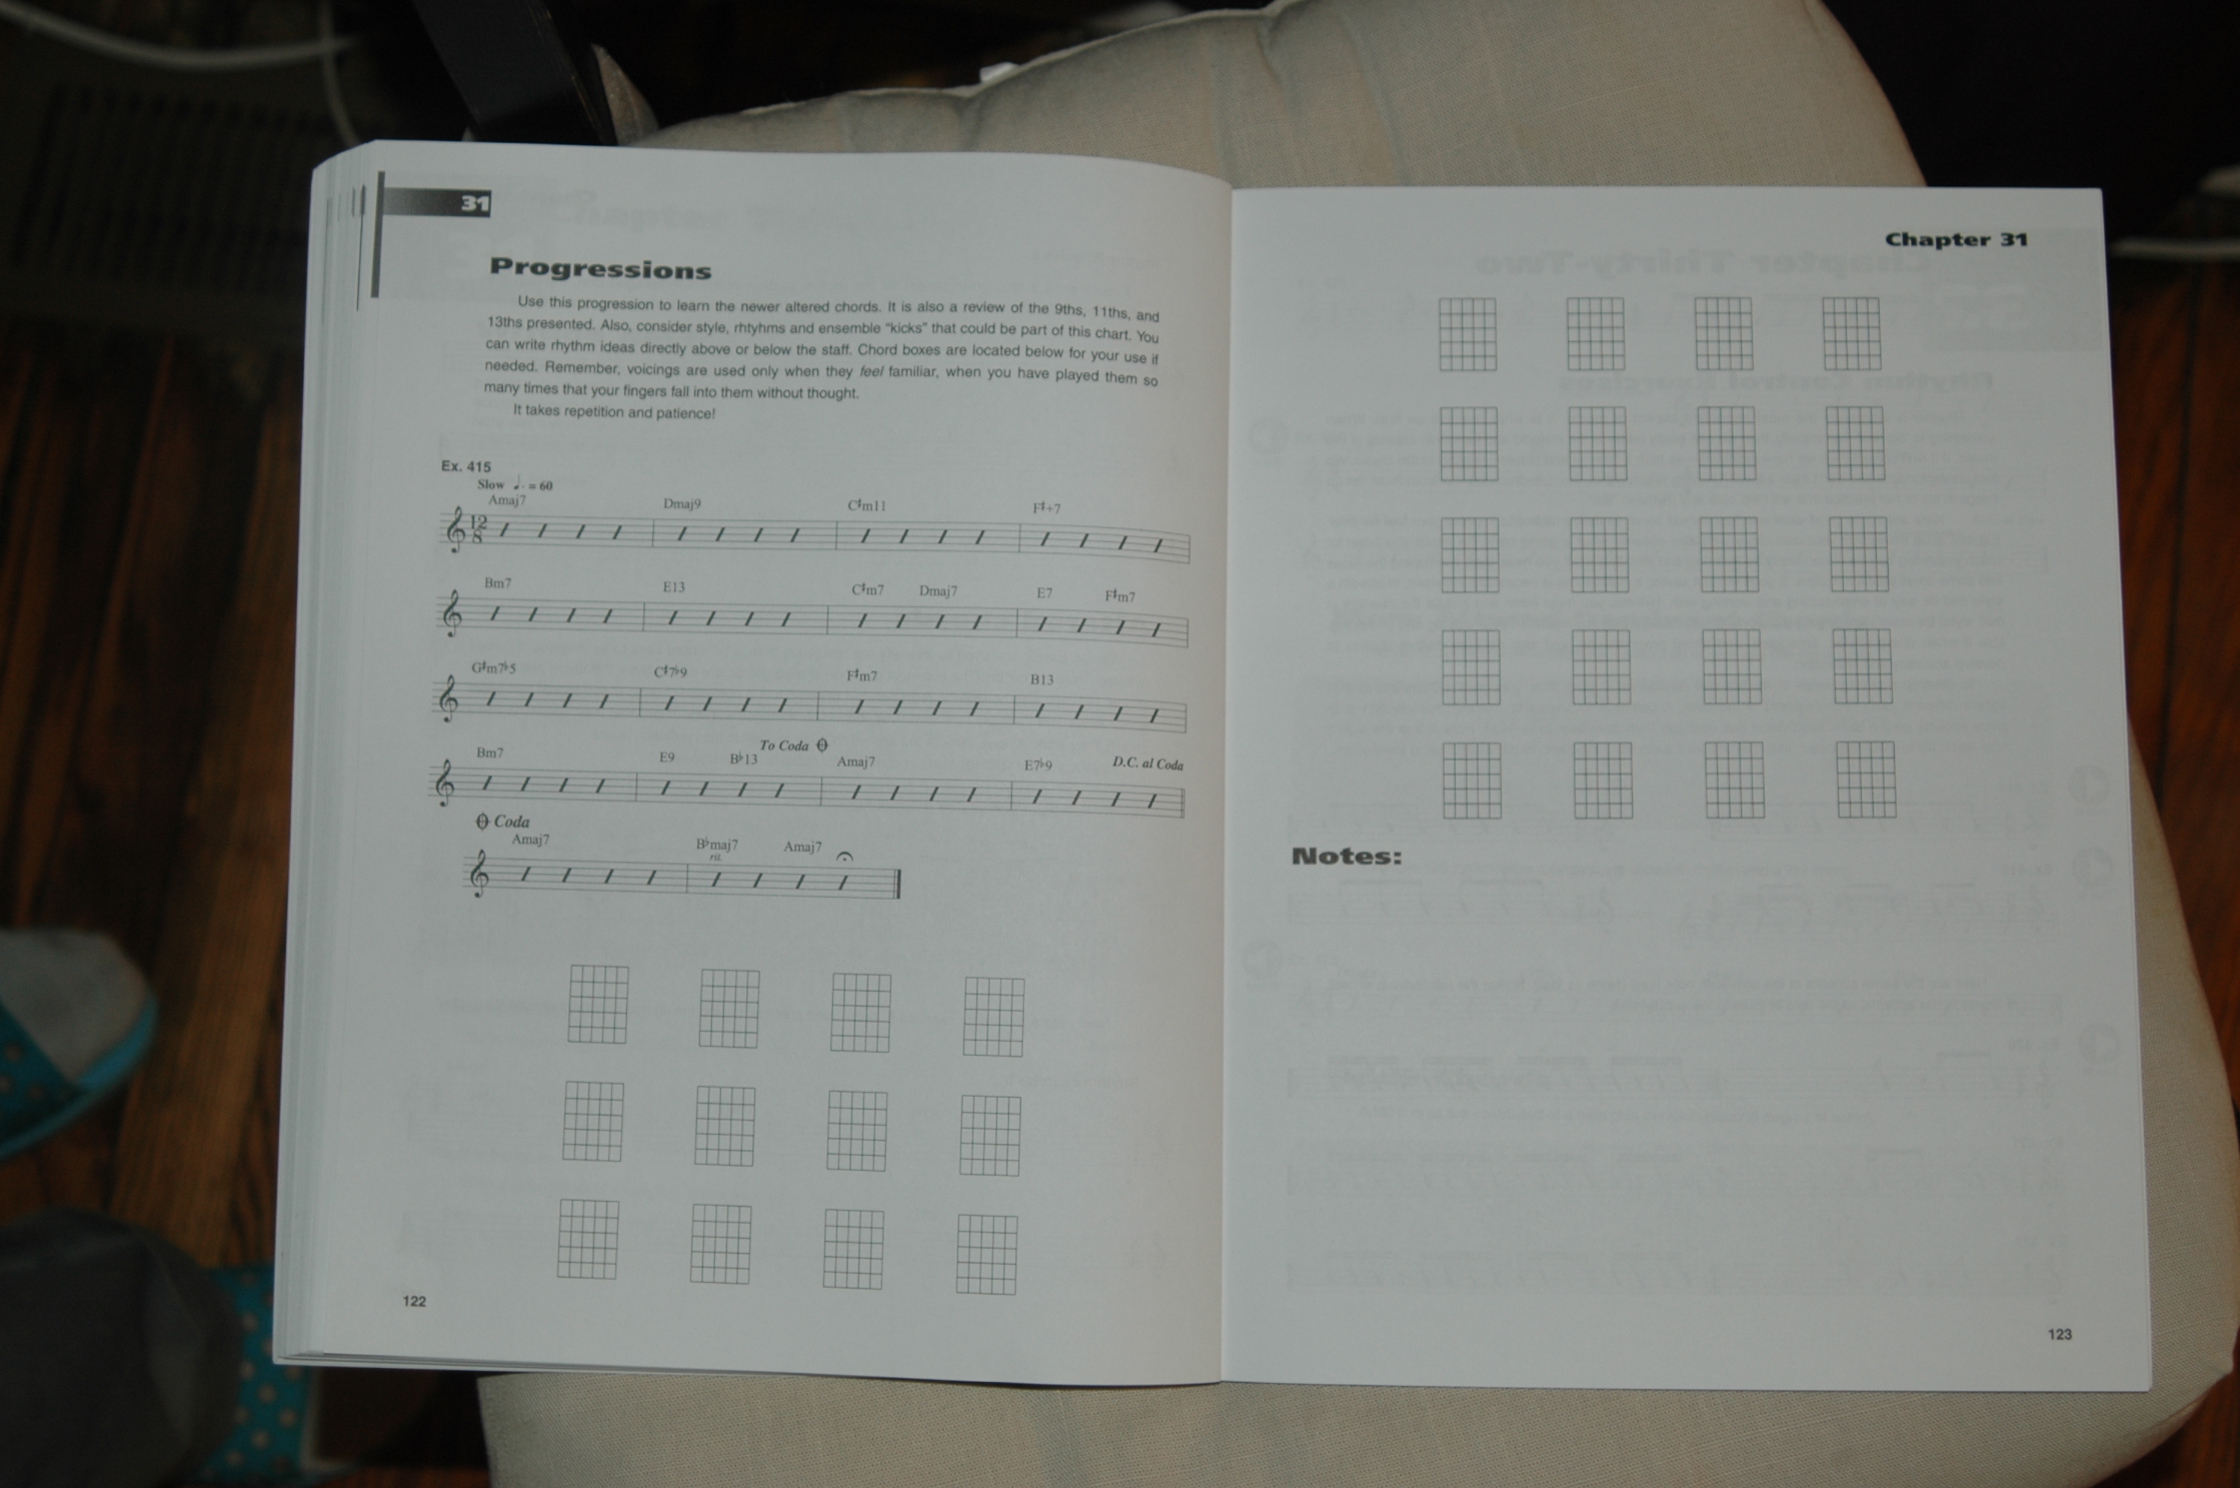 31
Progressions
Use this progression to learn the newer altered chords. It is also a review of the 9ths, 11ths, and
13ths presented. Also, consider style, rhtyhms and ensemble "kicks" that could be part of this chart. You
can write rhythm ideas directly above or below the staff. Chord boxes are located below for your use if
needed. Remember, voicings are used only when they feel familiar, when you have played them so
many times that your fingers fall into them without thought.
It takes repetition and patience!
Ex. 415
Slow ♩. = 60
Amaj7 Dmaj9 C♯m11 F♯+7
12
8
Bm7 E13 C♯m7 Dmaj7 E7 F♯m7
G♯m7♭5 C♯7♭9 F♯m7 B13
To Coda D.C. al Coda
Bm7 E9 B♭13 Amaj7 E7♭9
Coda
Amaj7 B♭maj7 Amaj7
rit.
122
Chapter 31
Notes:
123